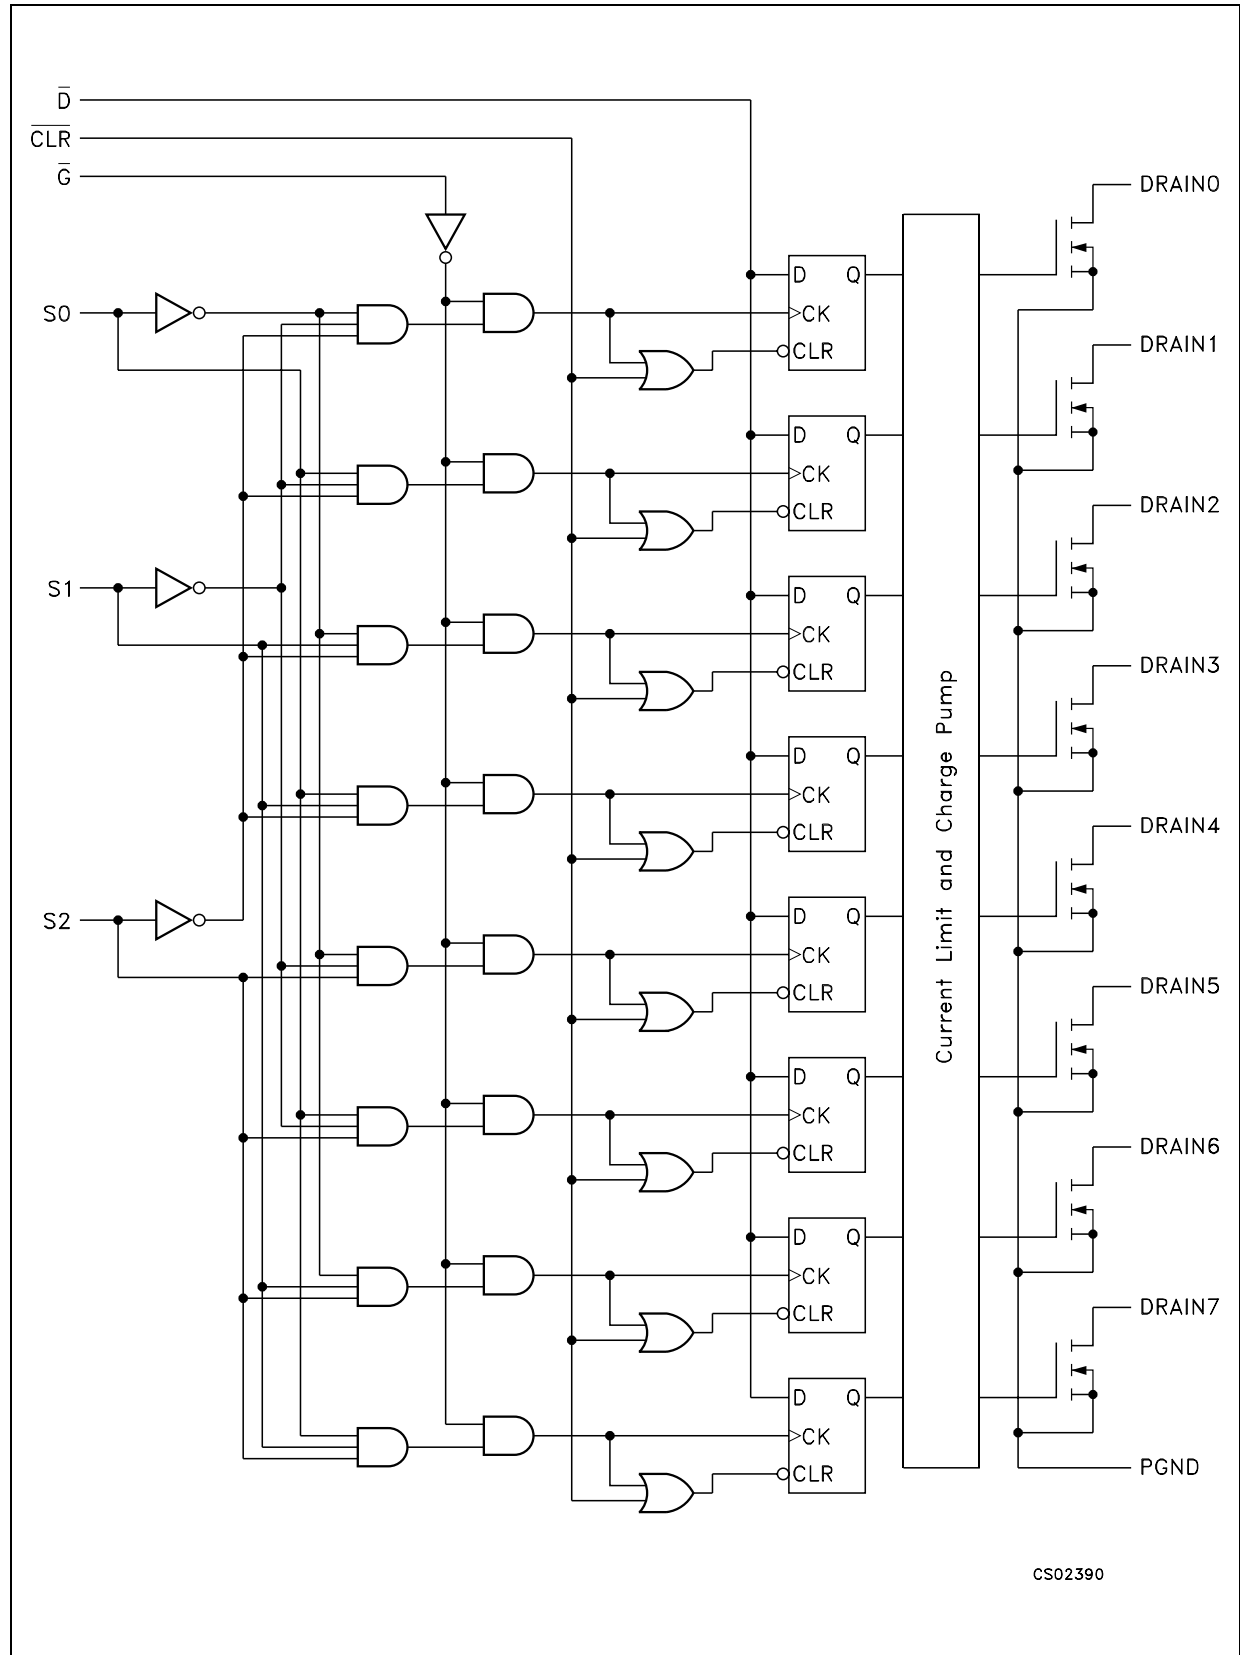 D̅
C̅L̅R̅
G̅
DRAIN0
D Q
S0
CK
DRAIN1
CLR
D Q
CK
DRAIN2
CLR
S1
D Q
CK
DRAIN3
CLR
D Q
CK
DRAIN4
CLR
S2
D Q
CK
DRAIN5
CLR
D Q
CK
DRAIN6
CLR
D Q
CK
DRAIN7
CLR
D Q
CK
PGND
CLR
Current Limit and Charge Pump
CS02390